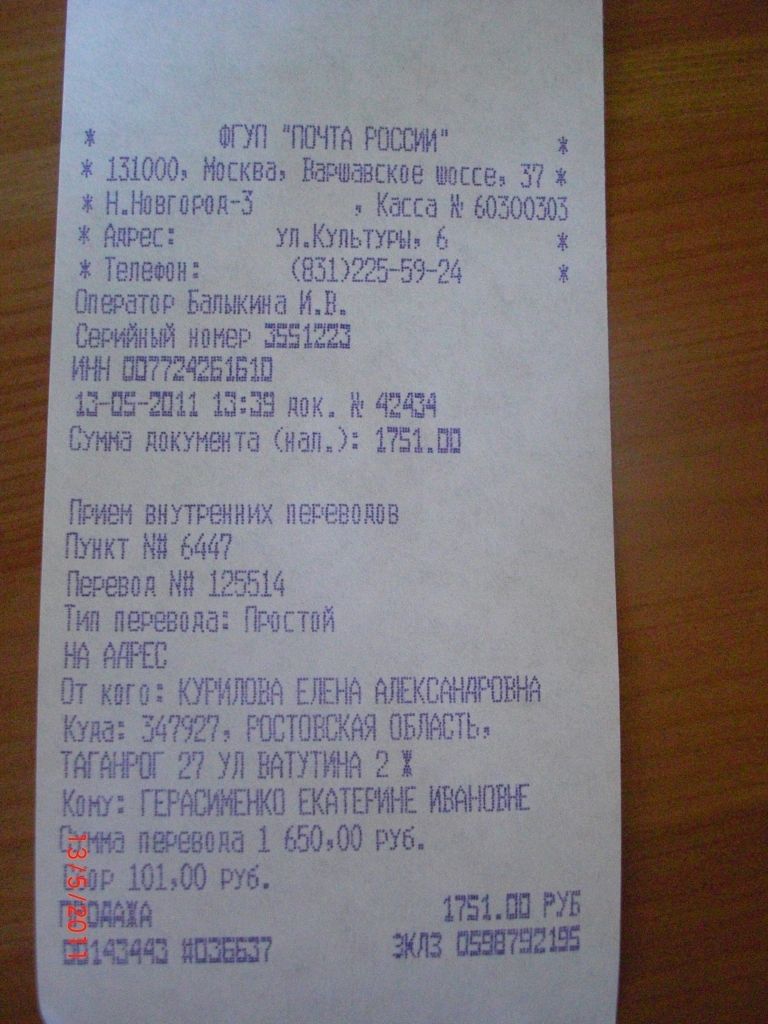 * ФГУП "ПОЧТА РОССИИ" *
* 131000, Москва, Варшавское шоссе, 37 *
* Н.Новгород-3 , Касса № 60300303
* Адрес: ул.Культуры, 6 *
* Телефон: (831)225-59-24 *
Оператор Балыкина И.В.
Серийный номер 3551223
ИНН 007724261610
13-05-2011 13:39 док. № 42434
Сумма документа (нал.): 1751.00
Прием внутренних переводов
Пункт N# 6447
Перевод N# 125514
Тип перевода: Простой
НА АДРЕС
От кого: КУРИЛОВА ЕЛЕНА АЛЕКСАНДРОВНА
Куда: 347927, РОСТОВСКАЯ ОБЛАСТЬ,
ТАГАНРОГ 27 УЛ ВАТУТИНА 2 Ж
Кому: ГЕРАСИМЕНКО ЕКАТЕРИНЕ ИВАНОВНЕ
Сумма перевода 1 650,00 руб.
Сбор 101,00 руб.
ПРОДАЖА 1751.00 РУБ
00143443 #036637 ЭКЛЗ 0598792195
13/5/2011